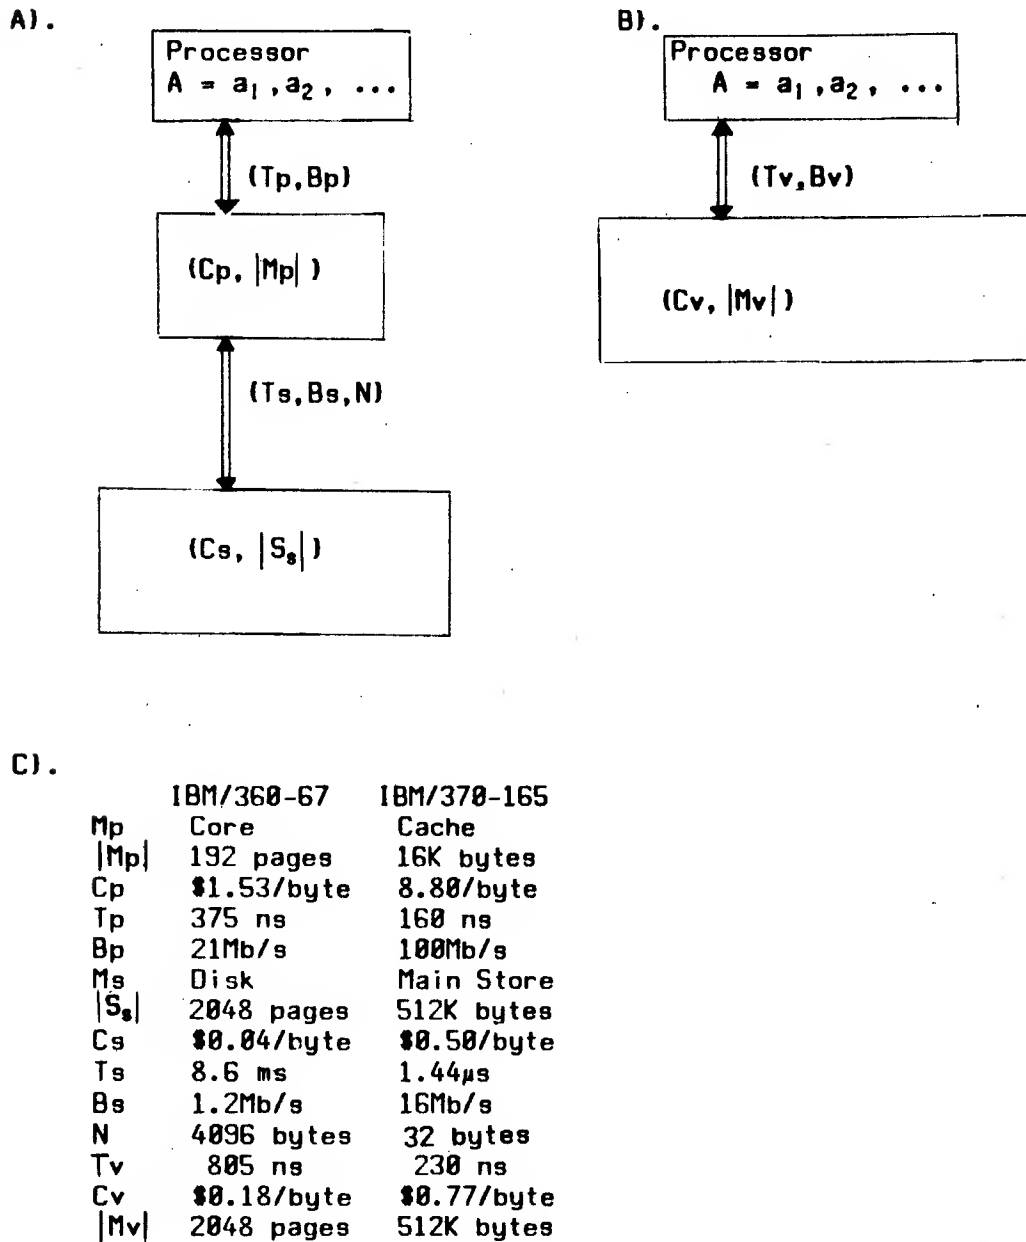 A).
Processor
A = a₁,a₂, ...
(Tp,Bp)
(Cp, |Mp| )
(Ts,Bs,N)
(Cs, |Sₛ| )
B).
Processor
A = a₁,a₂, ...
(Tv,Bv)
(Cv, |Mv| )
C).
IBM/360-67 IBM/370-165
Mp Core Cache
|Mp| 192 pages 16K bytes
Cp $1.53/byte 8.80/byte
Tp 375 ns 160 ns
Bp 21Mb/s 100Mb/s
Ms Disk Main Store
|Sₛ| 2048 pages 512K bytes
Cs $0.04/byte $0.50/byte
Ts 8.6 ms 1.44µs
Bs 1.2Mb/s 16Mb/s
N 4096 bytes 32 bytes
Tv 805 ns 230 ns
Cv $0.18/byte $0.77/byte
|Mv| 2048 pages 512K bytes